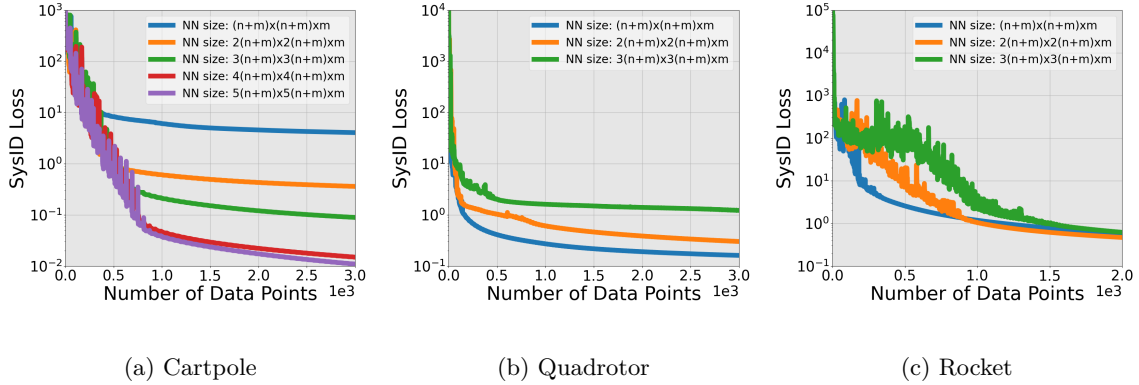 SysID Loss
10^3
10^2
10^1
10^0
10^-1
10^-2
NN size: (n+m)x(n+m)xm
NN size: 2(n+m)x2(n+m)xm
NN size: 3(n+m)x3(n+m)xm
NN size: 4(n+m)x4(n+m)xm
NN size: 5(n+m)x5(n+m)xm
0.0 0.5 1.0 1.5 2.0 2.5 3.0
Number of Data Points 1e3
(a) Cartpole
SysID Loss
10^4
10^3
10^2
10^1
10^0
10^-1
NN size: (n+m)x(n+m)xm
NN size: 2(n+m)x2(n+m)xm
NN size: 3(n+m)x3(n+m)xm
0.0 0.5 1.0 1.5 2.0 2.5 3.0
Number of Data Points 1e3
(b) Quadrotor
SysID Loss
10^5
10^4
10^3
10^2
10^1
10^0
10^-1
NN size: (n+m)x(n+m)xm
NN size: 2(n+m)x2(n+m)xm
NN size: 3(n+m)x3(n+m)xm
0.0 0.5 1.0 1.5 2.0
Number of Data Points 1e3
(c) Rocket